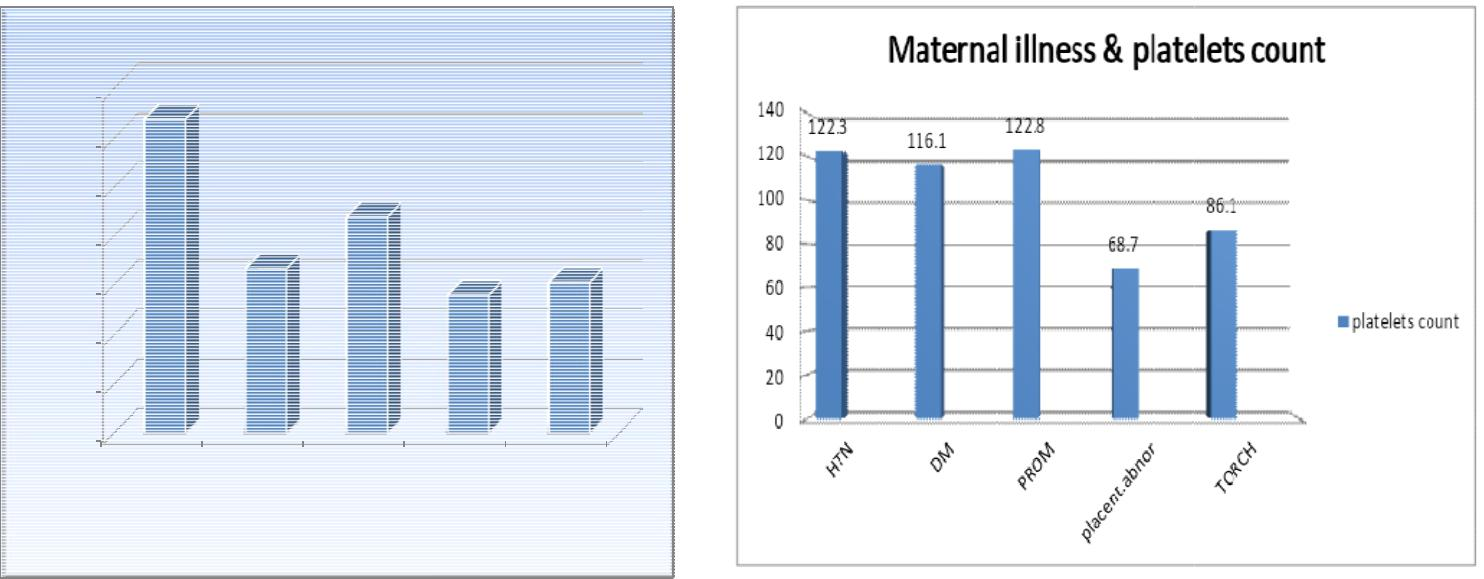 Maternal illness & platelets count
140
120
100
80
60
40
20
0
122.3
116.1
122.8
68.7
86.1
HTN
DM
PROM
placent.abnor
TORCH
platelets count